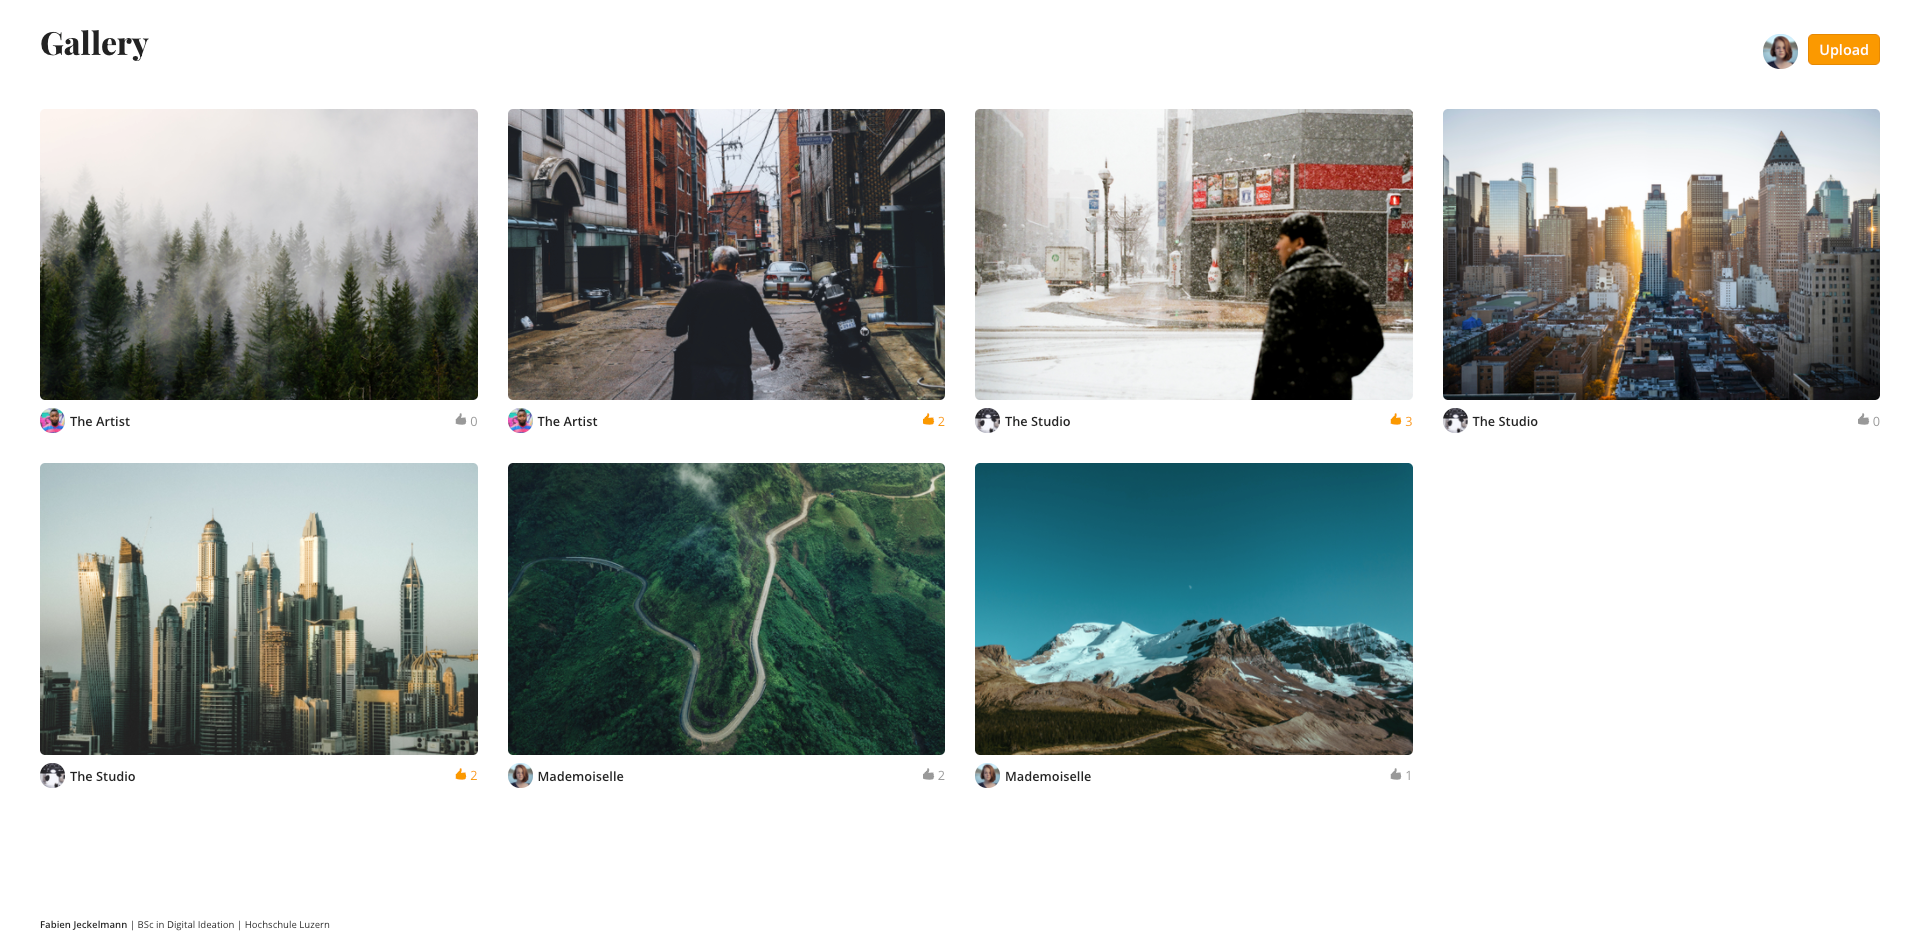 Gallery
Upload
The Artist
0
The Artist
2
The Studio
3
The Studio
0
The Studio
2
Mademoiselle
2
Mademoiselle
1
Fabien Jeckelmann | BSc in Digital Ideation | Hochschule Luzern